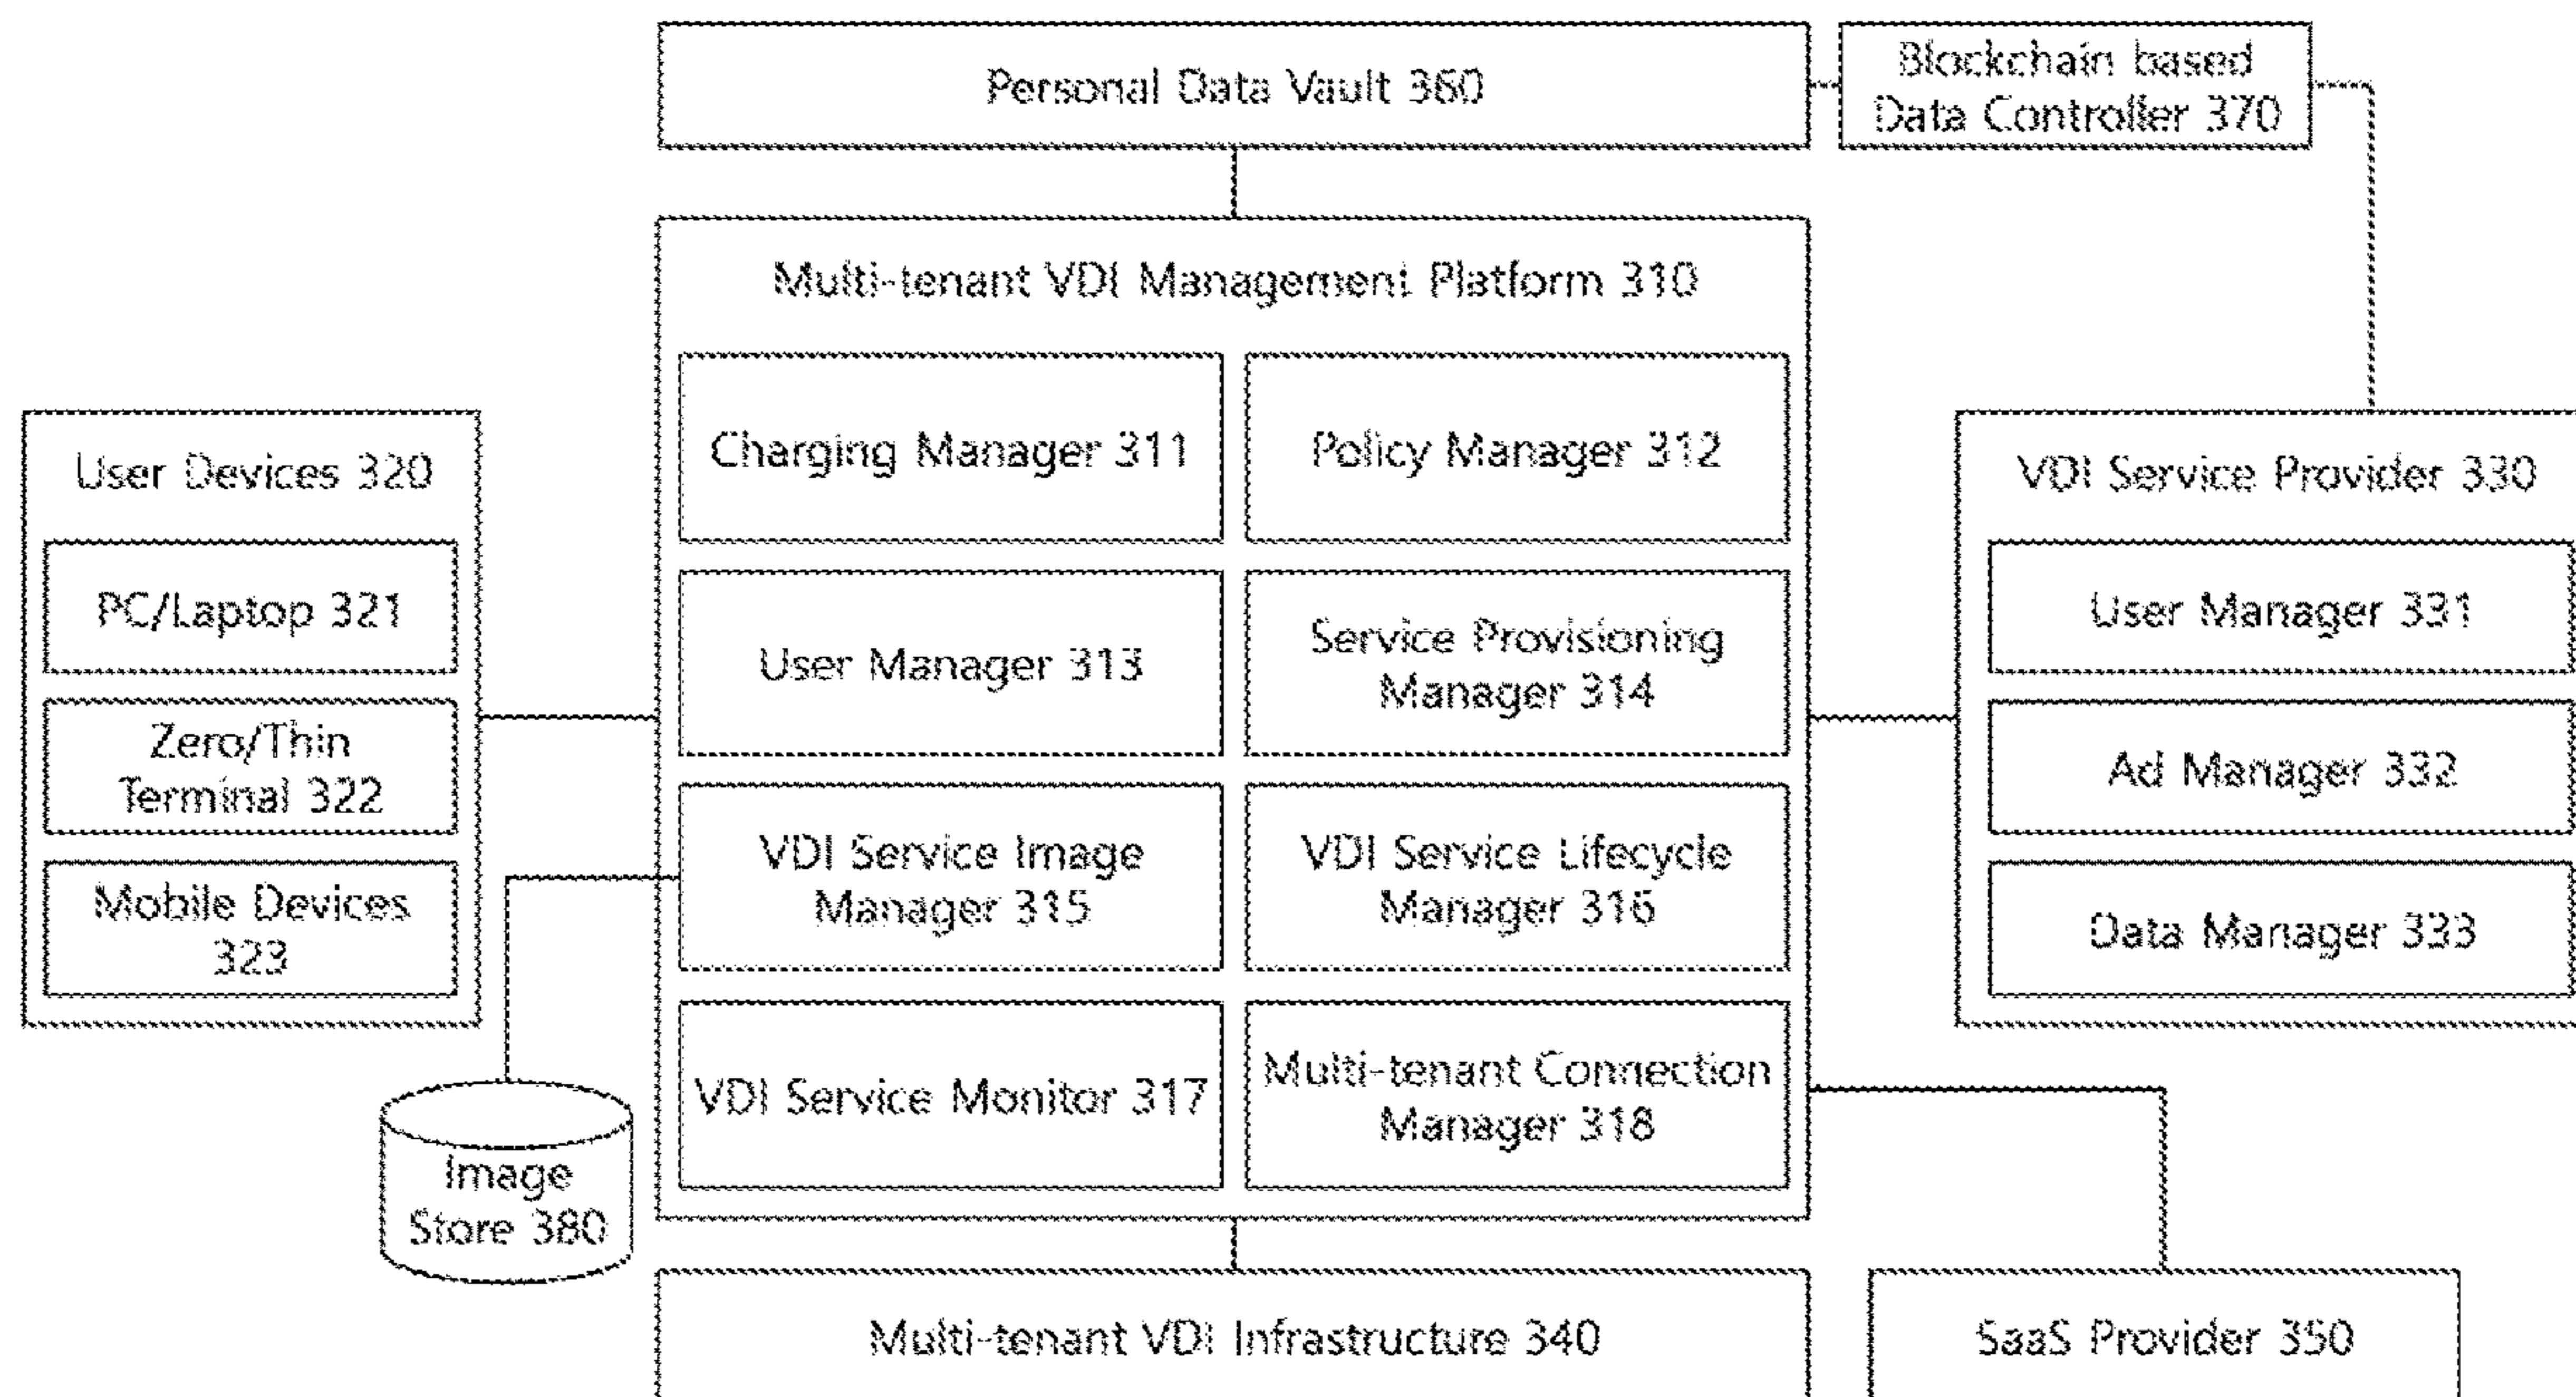 Personal Data Vault 360
Blockchain based
Data Controller 370
Multi-tenant VDI Management Platform 310
Charging Manager 311
Policy Manager 312
User Manager 313
Service Provisioning
Manager 314
VDI Service Image
Manager 315
VDI Service Lifecycle
Manager 316
VDI Service Monitor 317
Multi-tenant Connection
Manager 318
User Devices 320
PC/Laptop 321
Zero/Thin
Terminal 322
Mobile Devices
323
VDI Service Provider 330
User Manager 331
Ad Manager 332
Data Manager 333
Image
Store 380
Multi-tenant VDI Infrastructure 340
SaaS Provider 350